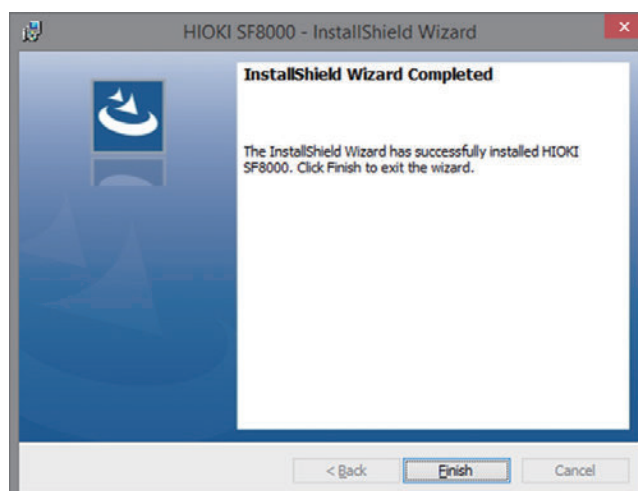 HIOKI SF8000 - InstallShield Wizard
InstallShield Wizard Completed
The InstallShield Wizard has successfully installed HIOKI
SF8000. Click Finish to exit the wizard.
< Back
Finish
Cancel